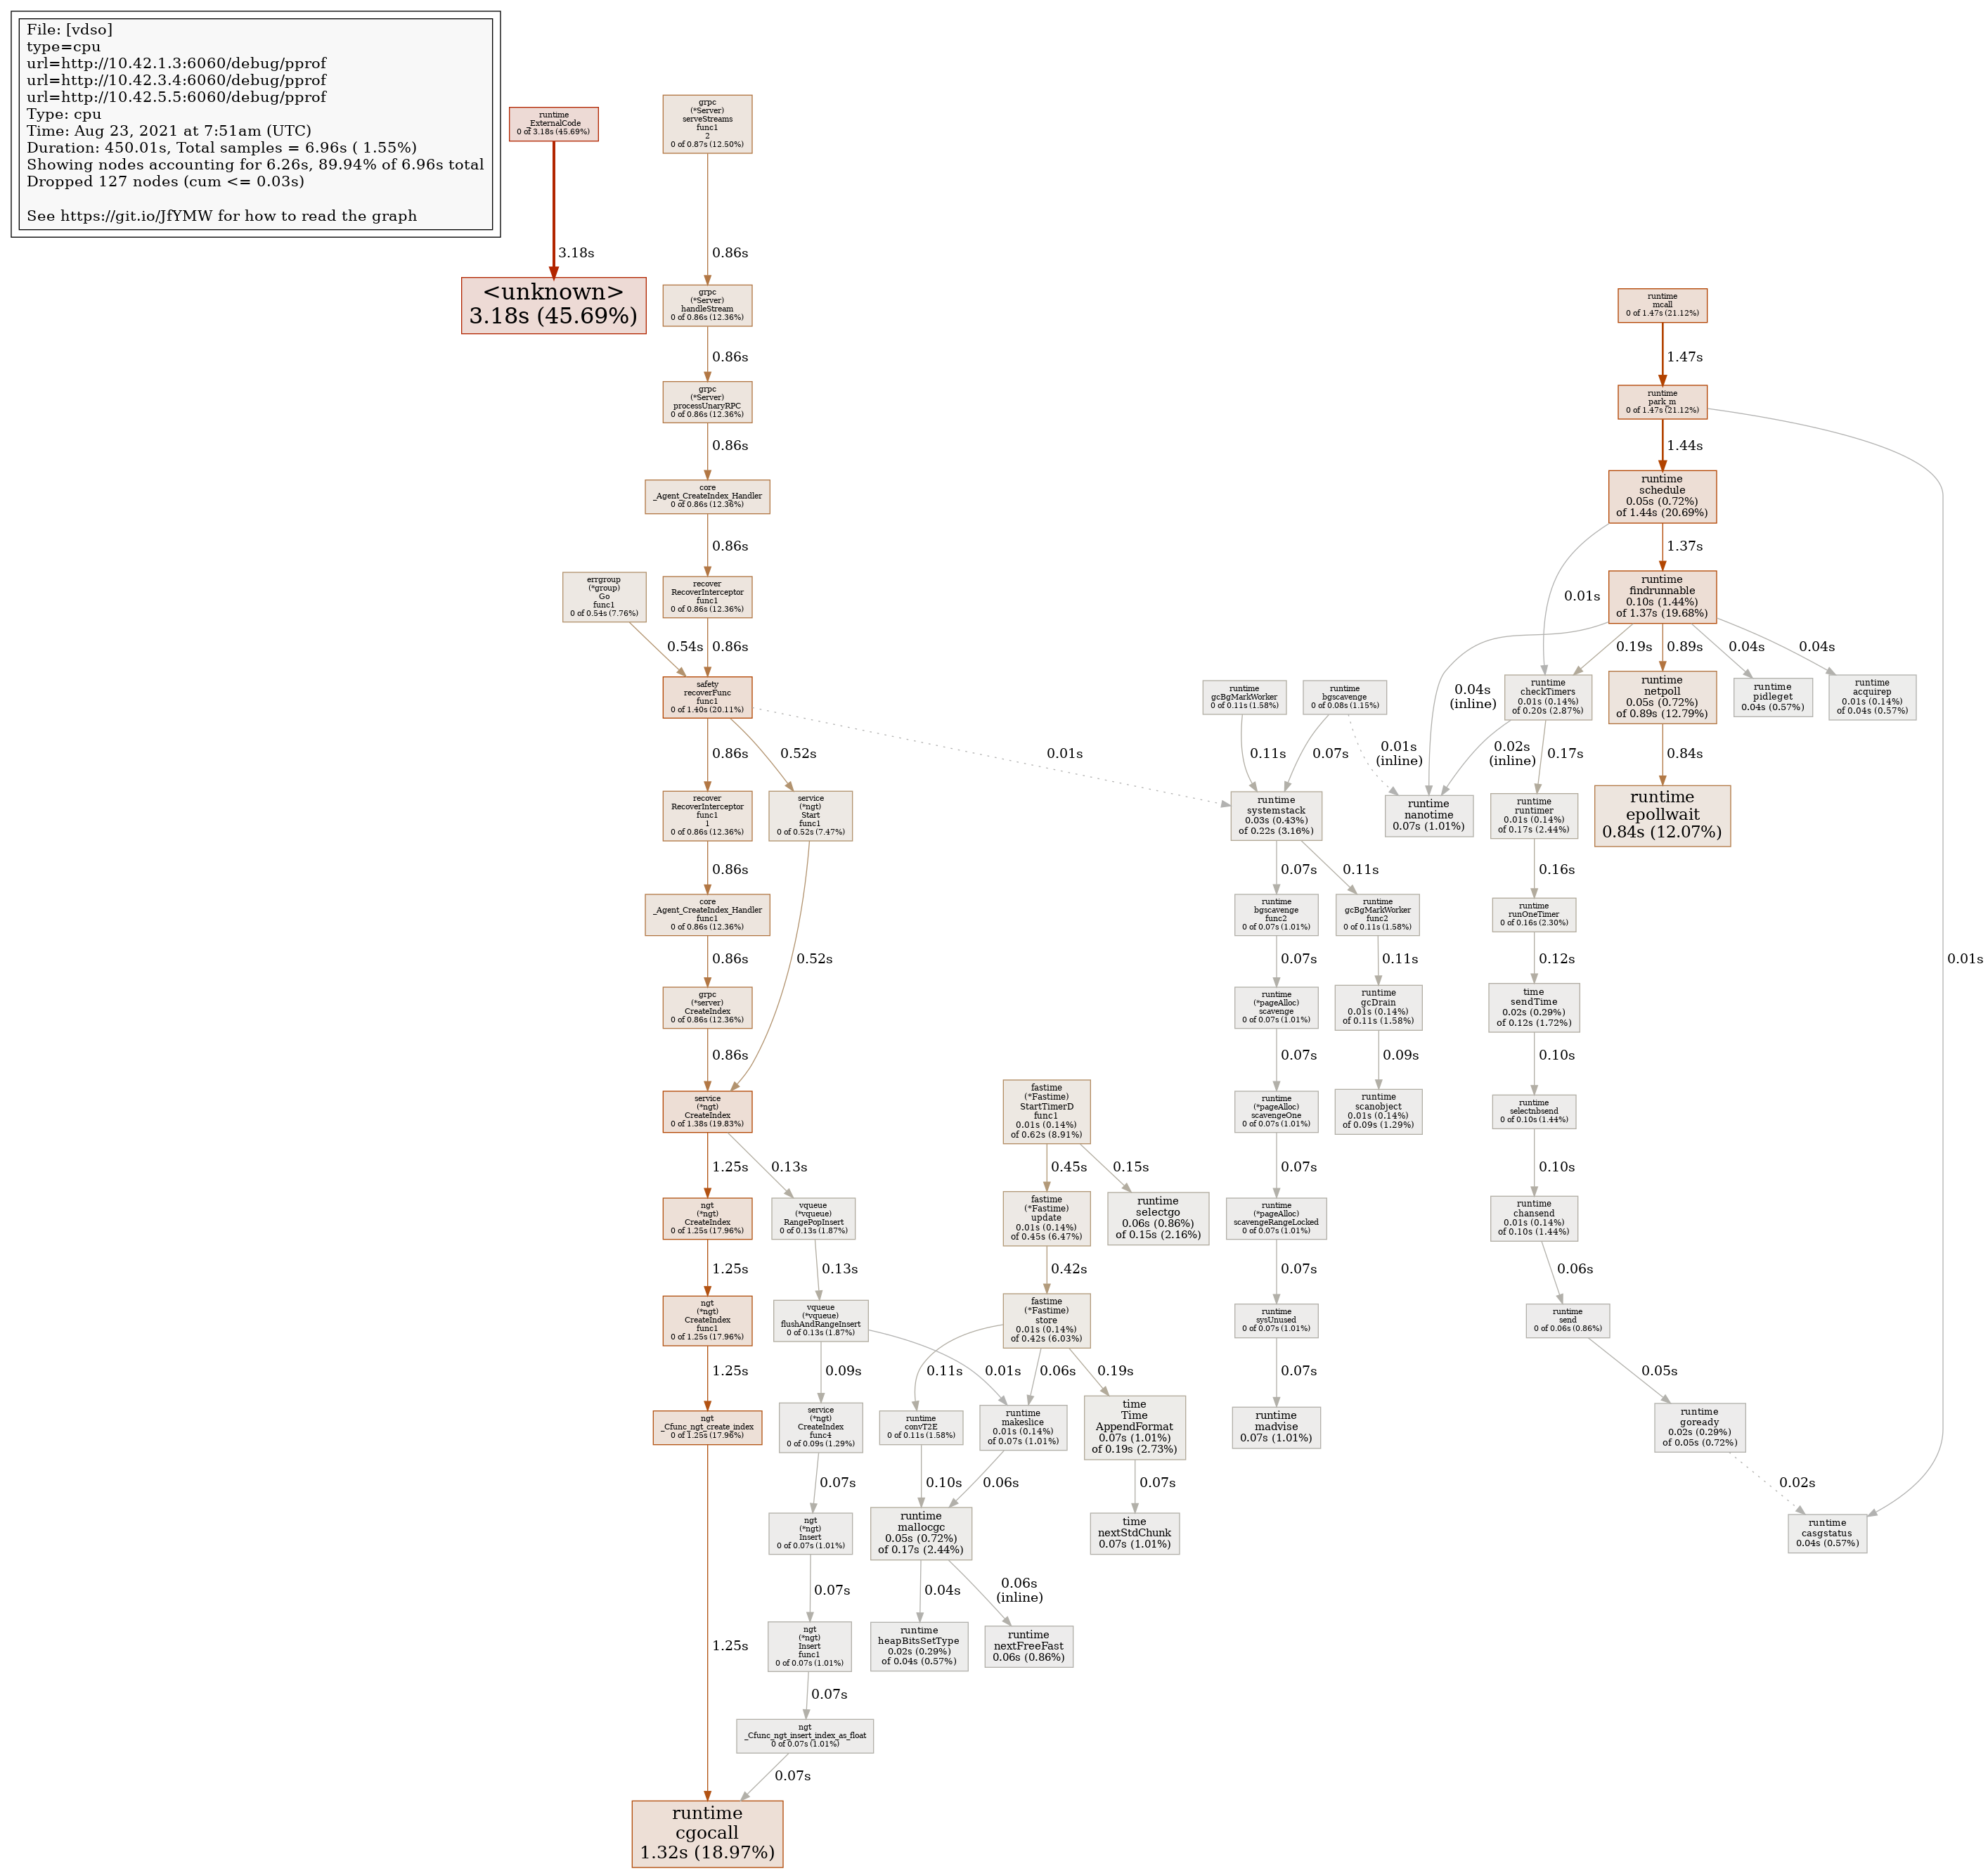 File: [vdso]
type=cpu
url=http://10.42.1.3:6060/debug/pprof
url=http://10.42.3.4:6060/debug/pprof
url=http://10.42.5.5:6060/debug/pprof
Type: cpu
Time: Aug 23, 2021 at 7:51am (UTC)
Duration: 450.01s, Total samples = 6.96s ( 1.55%)
Showing nodes accounting for 6.26s, 89.94% of 6.96s total
Dropped 127 nodes (cum <= 0.03s)
See https://git.io/JfYMW for how to read the graph
runtime
_ExternalCode
0 of 3.18s (45.69%)
3.18s
<unknown>
3.18s (45.69%)
grpc
(*Server)
serveStreams
func1
2
0 of 0.87s (12.50%)
0.86s
grpc
(*Server)
handleStream
0 of 0.86s (12.36%)
0.86s
grpc
(*Server)
processUnaryRPC
0 of 0.86s (12.36%)
0.86s
core
_Agent_CreateIndex_Handler
0 of 0.86s (12.36%)
0.86s
recover
RecoverInterceptor
func1
0 of 0.86s (12.36%)
0.86s
errgroup
(*group)
Go
func1
0 of 0.54s (7.76%)
0.54s
safety
recoverFunc
func1
0 of 1.40s (20.11%)
0.86s
0.52s
0.01s
recover
RecoverInterceptor
func1
1
0 of 0.86s (12.36%)
0.86s
service
(*ngt)
Start
func1
0 of 0.52s (7.47%)
0.52s
core
_Agent_CreateIndex_Handler
func1
0 of 0.86s (12.36%)
0.86s
grpc
(*server)
CreateIndex
0 of 0.86s (12.36%)
0.86s
service
(*ngt)
CreateIndex
0 of 1.38s (19.83%)
1.25s
0.13s
ngt
(*ngt)
CreateIndex
0 of 1.25s (17.96%)
1.25s
ngt
(*ngt)
CreateIndex
func1
0 of 1.25s (17.96%)
1.25s
ngt
_Cfunc_ngt_create_index
0 of 1.25s (17.96%)
1.25s
vqueue
(*vqueue)
RangePopInsert
0 of 0.13s (1.87%)
0.13s
vqueue
(*vqueue)
flushAndRangeInsert
0 of 0.13s (1.87%)
0.09s
0.01s
service
(*ngt)
CreateIndex
func4
0 of 0.09s (1.29%)
0.07s
ngt
(*ngt)
Insert
0 of 0.07s (1.01%)
0.07s
ngt
(*ngt)
Insert
func1
0 of 0.07s (1.01%)
0.07s
ngt
_Cfunc_ngt_insert_index_as_float
0 of 0.07s (1.01%)
0.07s
runtime
cgocall
1.32s (18.97%)
fastime
(*Fastime)
StartTimerD
func1
0.01s (0.14%)
of 0.62s (8.91%)
0.45s
0.15s
fastime
(*Fastime)
update
0.01s (0.14%)
of 0.45s (6.47%)
0.42s
runtime
selectgo
0.06s (0.86%)
of 0.15s (2.16%)
fastime
(*Fastime)
store
0.01s (0.14%)
of 0.42s (6.03%)
0.11s
0.06s
0.19s
runtime
convT2E
0 of 0.11s (1.58%)
0.10s
runtime
makeslice
0.01s (0.14%)
of 0.07s (1.01%)
0.06s
time
Time
AppendFormat
0.07s (1.01%)
of 0.19s (2.73%)
0.07s
time
nextStdChunk
0.07s (1.01%)
runtime
mallocgc
0.05s (0.72%)
of 0.17s (2.44%)
0.04s
0.06s
(inline)
runtime
heapBitsSetType
0.02s (0.29%)
of 0.04s (0.57%)
runtime
nextFreeFast
0.06s (0.86%)
runtime
gcBgMarkWorker
0 of 0.11s (1.58%)
0.11s
runtime
bgscavenge
0 of 0.08s (1.15%)
0.07s
0.01s
(inline)
runtime
systemstack
0.03s (0.43%)
of 0.22s (3.16%)
0.07s
0.11s
runtime
bgscavenge
func2
0 of 0.07s (1.01%)
0.07s
runtime
gcBgMarkWorker
func2
0 of 0.11s (1.58%)
0.11s
runtime
(*pageAlloc)
scavenge
0 of 0.07s (1.01%)
0.07s
runtime
gcDrain
0.01s (0.14%)
of 0.11s (1.58%)
0.09s
runtime
(*pageAlloc)
scavengeOne
0 of 0.07s (1.01%)
0.07s
runtime
scanobject
0.01s (0.14%)
of 0.09s (1.29%)
runtime
(*pageAlloc)
scavengeRangeLocked
0 of 0.07s (1.01%)
0.07s
runtime
sysUnused
0 of 0.07s (1.01%)
0.07s
runtime
madvise
0.07s (1.01%)
runtime
mcall
0 of 1.47s (21.12%)
1.47s
runtime
park_m
0 of 1.47s (21.12%)
1.44s
0.01s
runtime
schedule
0.05s (0.72%)
of 1.44s (20.69%)
1.37s
0.01s
runtime
findrunnable
0.10s (1.44%)
of 1.37s (19.68%)
0.04s
(inline)
0.19s
0.89s
0.04s
0.04s
runtime
checkTimers
0.01s (0.14%)
of 0.20s (2.87%)
0.02s
(inline)
0.17s
runtime
netpoll
0.05s (0.72%)
of 0.89s (12.79%)
0.84s
runtime
pidleget
0.04s (0.57%)
runtime
acquirep
0.01s (0.14%)
of 0.04s (0.57%)
runtime
nanotime
0.07s (1.01%)
runtime
runtimer
0.01s (0.14%)
of 0.17s (2.44%)
0.16s
runtime
epollwait
0.84s (12.07%)
runtime
runOneTimer
0 of 0.16s (2.30%)
0.12s
time
sendTime
0.02s (0.29%)
of 0.12s (1.72%)
0.10s
runtime
selectnbsend
0 of 0.10s (1.44%)
0.10s
runtime
chansend
0.01s (0.14%)
of 0.10s (1.44%)
0.06s
runtime
send
0 of 0.06s (0.86%)
0.05s
runtime
goready
0.02s (0.29%)
of 0.05s (0.72%)
0.02s
runtime
casgstatus
0.04s (0.57%)